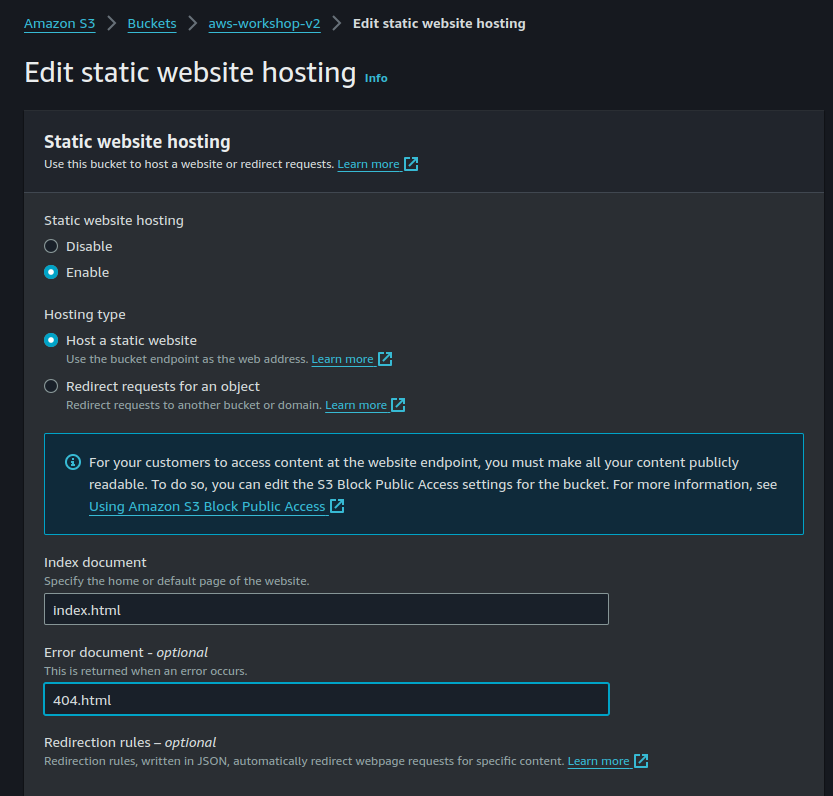 Amazon S3 > Buckets > aws-workshop-v2 > Edit static website hosting
Edit static website hosting Info
Static website hosting
Use this bucket to host a website or redirect requests. Learn more
Static website hosting
Disable
Enable
Hosting type
Host a static website
Use the bucket endpoint as the web address. Learn more
Redirect requests for an object
Redirect requests to another bucket or domain. Learn more
For your customers to access content at the website endpoint, you must make all your content publicly
readable. To do so, you can edit the S3 Block Public Access settings for the bucket. For more information, see
Using Amazon S3 Block Public Access
Index document
Specify the home or default page of the website.
index.html
Error document - optional
This is returned when an error occurs.
404.html
Redirection rules – optional
Redirection rules, written in JSON, automatically redirect webpage requests for specific content. Learn more